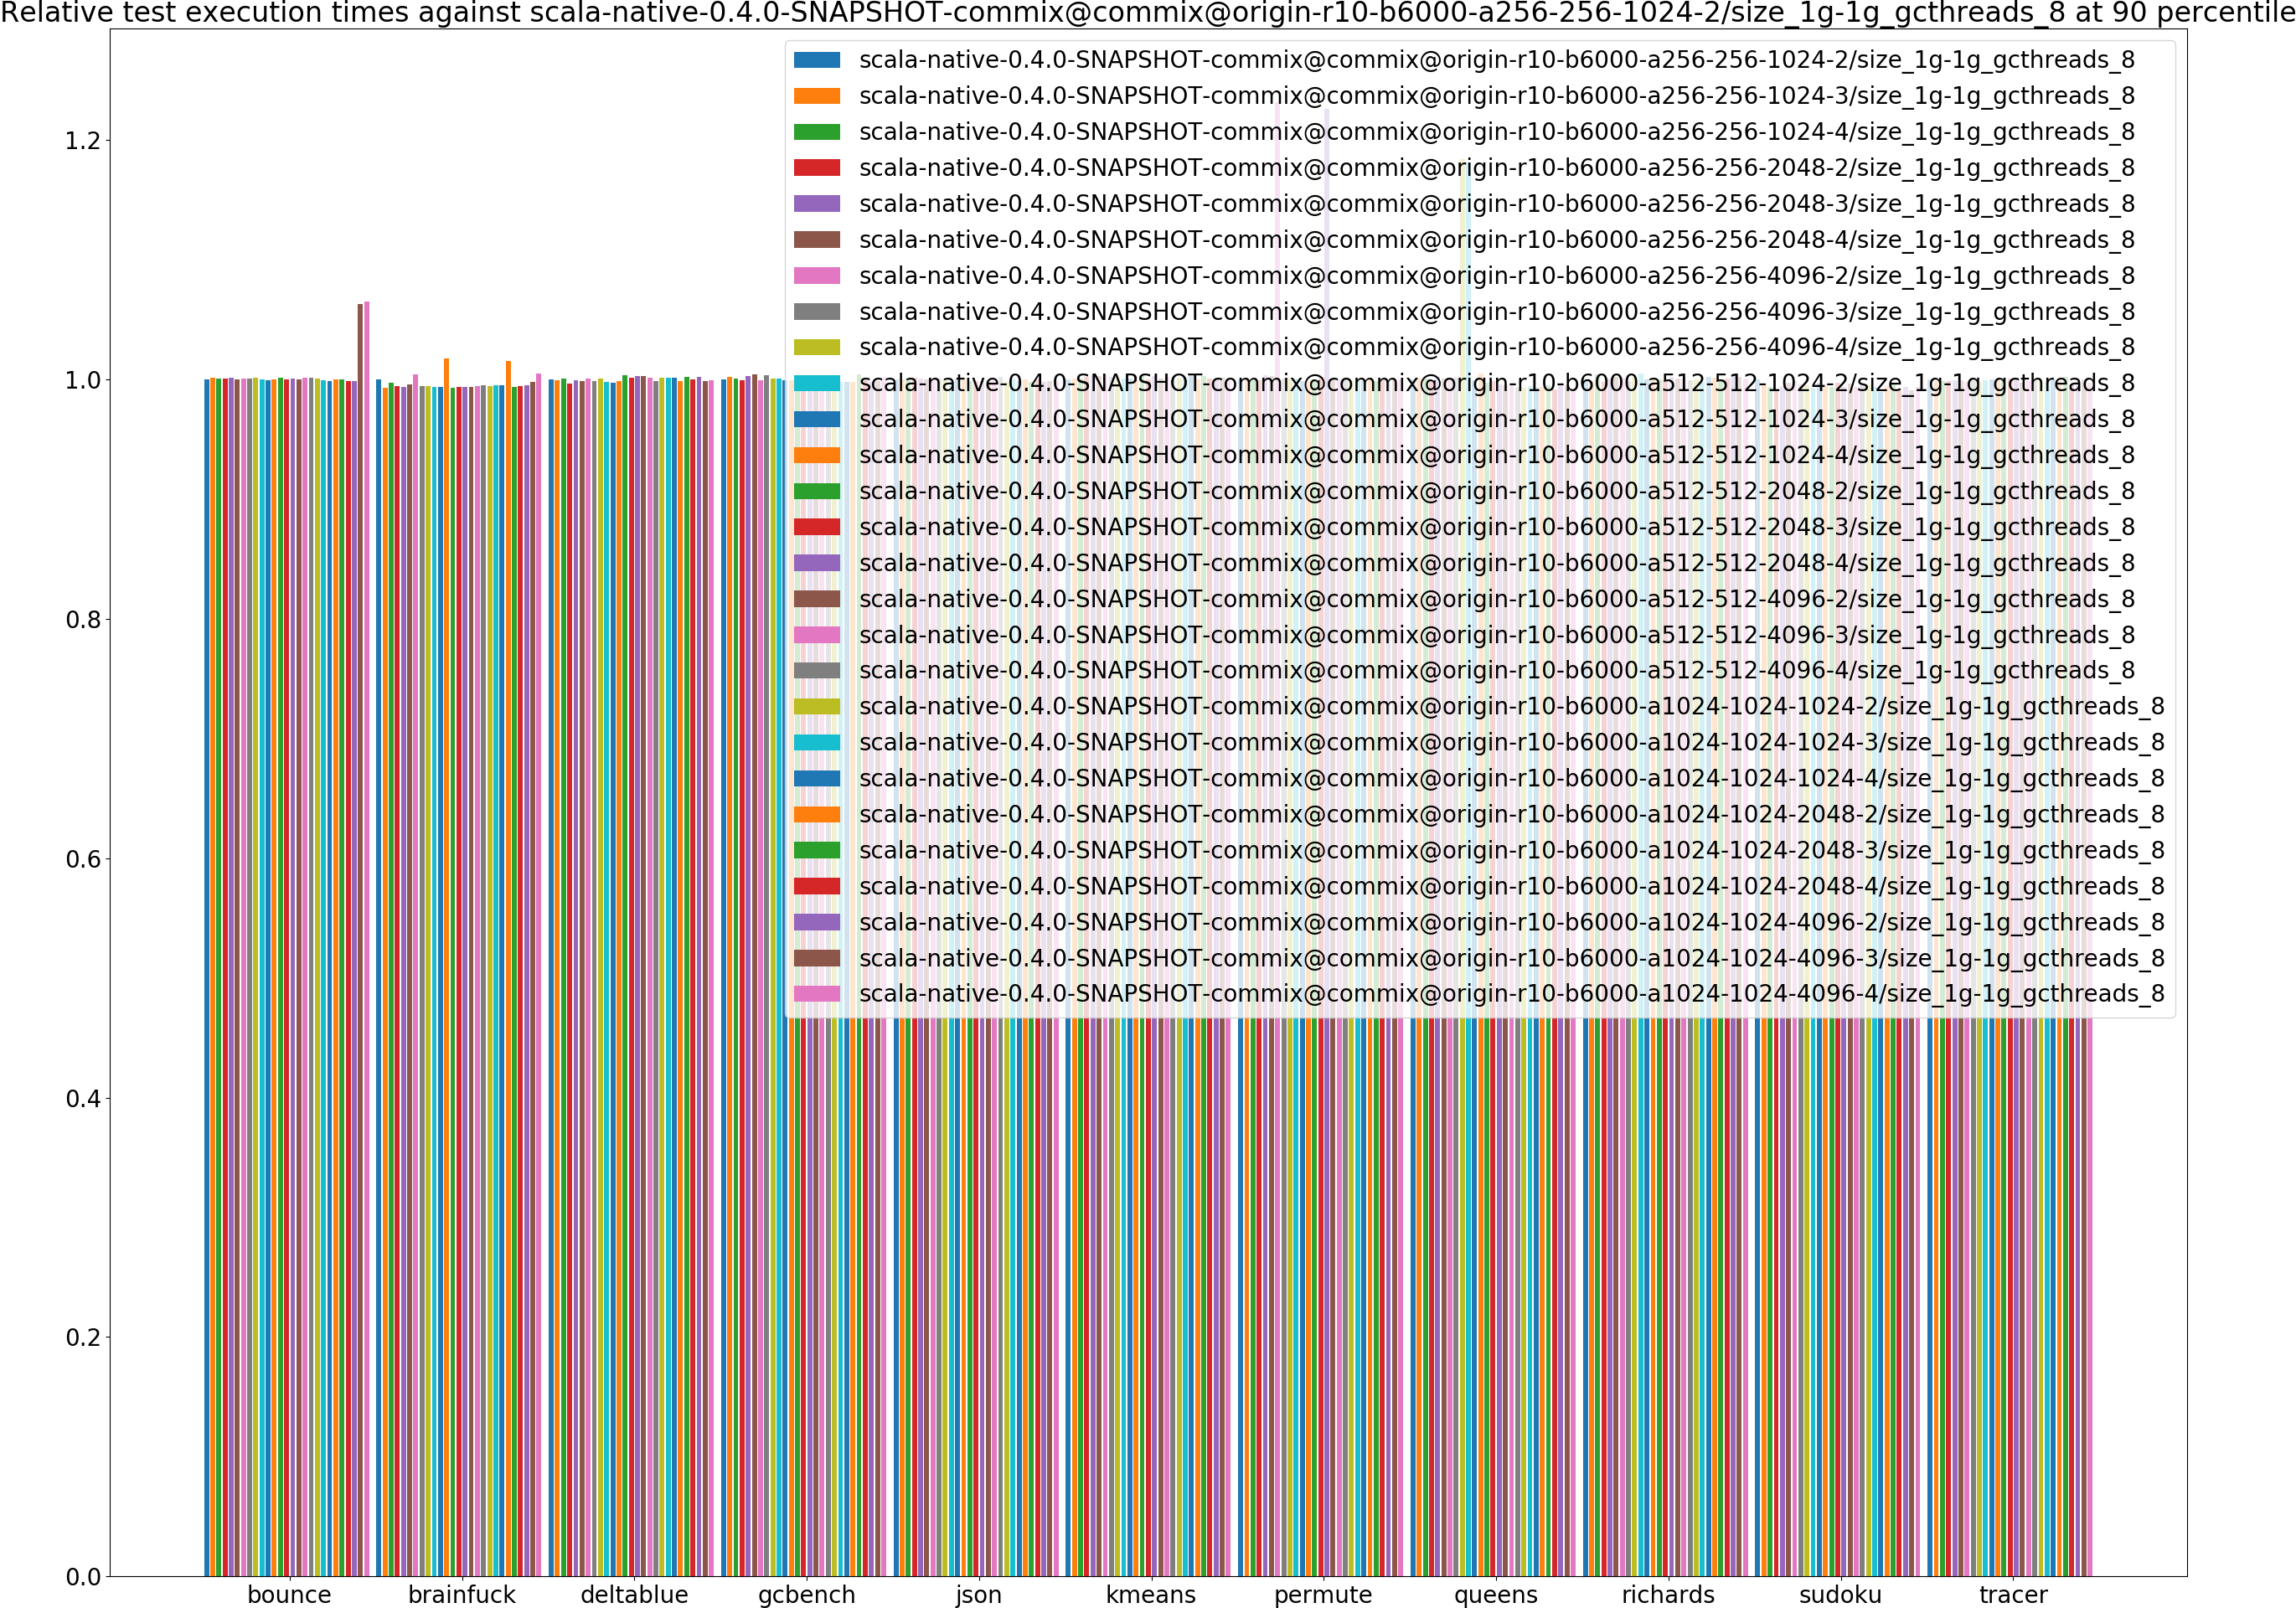 Relative test execution times against scala-native-0.4.0-SNAPSHOT-commix@commix@origin-r10-b6000-a256-256-1024-2/size_1g-1g_gcthreads_8 at 90 percentile
scala-native-0.4.0-SNAPSHOT-commix@commix@origin-r10-b6000-a256-256-1024-2/size_1g-1g_gcthreads_8
scala-native-0.4.0-SNAPSHOT-commix@commix@origin-r10-b6000-a256-256-1024-3/size_1g-1g_gcthreads_8
scala-native-0.4.0-SNAPSHOT-commix@commix@origin-r10-b6000-a256-256-1024-4/size_1g-1g_gcthreads_8
scala-native-0.4.0-SNAPSHOT-commix@commix@origin-r10-b6000-a256-256-2048-2/size_1g-1g_gcthreads_8
scala-native-0.4.0-SNAPSHOT-commix@commix@origin-r10-b6000-a256-256-2048-3/size_1g-1g_gcthreads_8
scala-native-0.4.0-SNAPSHOT-commix@commix@origin-r10-b6000-a256-256-2048-4/size_1g-1g_gcthreads_8
scala-native-0.4.0-SNAPSHOT-commix@commix@origin-r10-b6000-a256-256-4096-2/size_1g-1g_gcthreads_8
scala-native-0.4.0-SNAPSHOT-commix@commix@origin-r10-b6000-a256-256-4096-3/size_1g-1g_gcthreads_8
scala-native-0.4.0-SNAPSHOT-commix@commix@origin-r10-b6000-a256-256-4096-4/size_1g-1g_gcthreads_8
scala-native-0.4.0-SNAPSHOT-commix@commix@origin-r10-b6000-a512-512-1024-2/size_1g-1g_gcthreads_8
scala-native-0.4.0-SNAPSHOT-commix@commix@origin-r10-b6000-a512-512-1024-3/size_1g-1g_gcthreads_8
scala-native-0.4.0-SNAPSHOT-commix@commix@origin-r10-b6000-a512-512-1024-4/size_1g-1g_gcthreads_8
scala-native-0.4.0-SNAPSHOT-commix@commix@origin-r10-b6000-a512-512-2048-2/size_1g-1g_gcthreads_8
scala-native-0.4.0-SNAPSHOT-commix@commix@origin-r10-b6000-a512-512-2048-3/size_1g-1g_gcthreads_8
scala-native-0.4.0-SNAPSHOT-commix@commix@origin-r10-b6000-a512-512-2048-4/size_1g-1g_gcthreads_8
scala-native-0.4.0-SNAPSHOT-commix@commix@origin-r10-b6000-a512-512-4096-2/size_1g-1g_gcthreads_8
scala-native-0.4.0-SNAPSHOT-commix@commix@origin-r10-b6000-a512-512-4096-3/size_1g-1g_gcthreads_8
scala-native-0.4.0-SNAPSHOT-commix@commix@origin-r10-b6000-a512-512-4096-4/size_1g-1g_gcthreads_8
scala-native-0.4.0-SNAPSHOT-commix@commix@origin-r10-b6000-a1024-1024-1024-2/size_1g-1g_gcthreads_8
scala-native-0.4.0-SNAPSHOT-commix@commix@origin-r10-b6000-a1024-1024-1024-3/size_1g-1g_gcthreads_8
scala-native-0.4.0-SNAPSHOT-commix@commix@origin-r10-b6000-a1024-1024-1024-4/size_1g-1g_gcthreads_8
scala-native-0.4.0-SNAPSHOT-commix@commix@origin-r10-b6000-a1024-1024-2048-2/size_1g-1g_gcthreads_8
scala-native-0.4.0-SNAPSHOT-commix@commix@origin-r10-b6000-a1024-1024-2048-3/size_1g-1g_gcthreads_8
scala-native-0.4.0-SNAPSHOT-commix@commix@origin-r10-b6000-a1024-1024-2048-4/size_1g-1g_gcthreads_8
scala-native-0.4.0-SNAPSHOT-commix@commix@origin-r10-b6000-a1024-1024-4096-2/size_1g-1g_gcthreads_8
scala-native-0.4.0-SNAPSHOT-commix@commix@origin-r10-b6000-a1024-1024-4096-3/size_1g-1g_gcthreads_8
scala-native-0.4.0-SNAPSHOT-commix@commix@origin-r10-b6000-a1024-1024-4096-4/size_1g-1g_gcthreads_8
1.2
1.0
0.8
0.6
0.4
0.2
0.0
bounce brainfuck deltablue gcbench json kmeans permute queens richards sudoku tracer